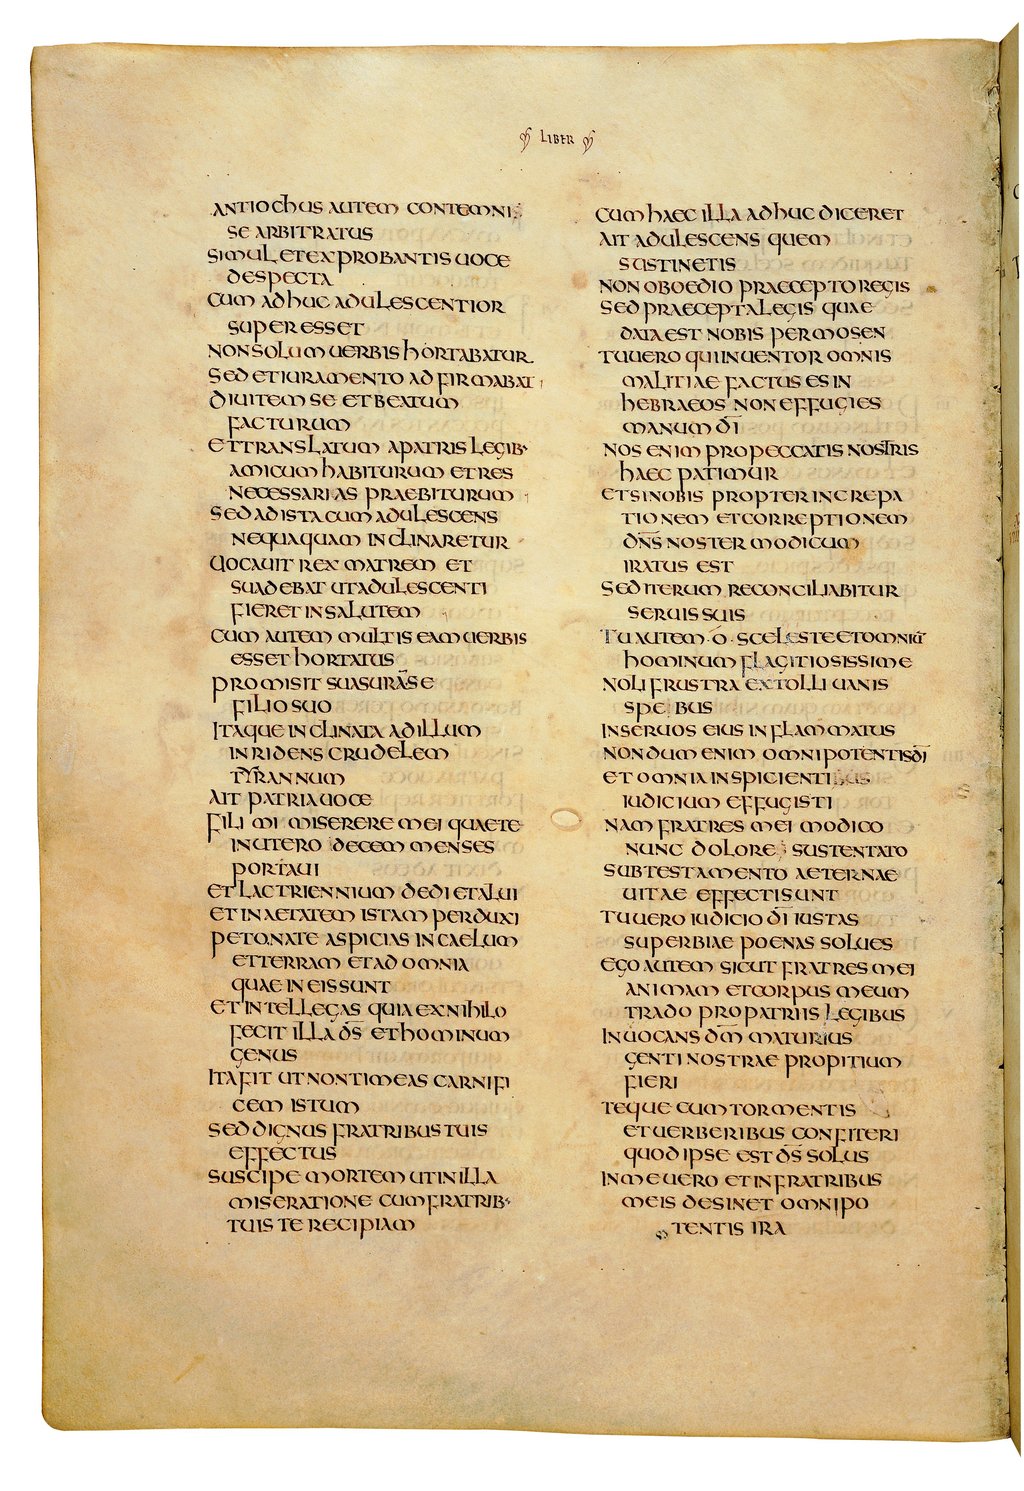 LIBER
ANTIOCHUS AUTEM CONTEMNI
SE ARBITRATUS
SIMUL ET EXPROBANTIS UOCE
DESPECTA
CUM ADHUC ADULESCENTIOR
SUPERESSET
NON SOLUM UERBIS HORTABATUR
SED ET IURAMENTO ADFIRMABAT
DIUITEM SE ET BEATUM
FACTURUM
ET TRANSLATUM A PATRIS LEGIB·
AMICUM HABITURUM ET RES
NECESSARIAS PRAEBITURUM
SED AD ISTA CUM ADULESCENS
NEQUAQUAM INCLINARETUR
UOCAUIT REX MATREM ET
SUADEBAT UT ADULESCENTI
FIERET IN SALUTEM
CUM AUTEM MULTIS EAM UERBIS
ESSET HORTATUS
PROMISIT SUASURĀ SE
FILIO SUO
ITAQUE INCLINATA AD ILLUM
INRIDENS CRUDELEM
TYRANNUM
AIT PATRIA UOCE
FILI MI MISERERE MEI QUAE TE
IN UTERO DECEM MENSES
PORTAUI
ET LAC TRIENNIUM DEDI ET ALUI
ET IN AETATEM ISTAM PERDUXI
PETO NATE ASPICIAS IN CAELUM
ET TERRAM ET AD OMNIA
QUAE IN EIS SUNT
ET INTELLEGAS QUIA EX NIHILO
FECIT ILLA D̅S̅ ET HOMINUM
GENUS
ITA FIT UT NON TIMEAS CARNIFI
CEM ISTUM
SED DIGNUS FRATRIBUS TUIS
EFFECTUS
SUSCIPE MORTEM UT IN ILLA
MISERATIONE CUM FRATRIB·
TUIS TE RECIPIAM
CUM HAEC ILLA ADHUC DICERET
AIT ADULESCENS QUEM
SUSTINETIS
NON OBOEDIO PRAECEPTO REGIS
SED PRAECEPTA LEGIS QUAE
DATA EST NOBIS PER MOSEN
TU UERO QUI INUENTOR OMNIS
MALITIAE FACTUS ES IN
HEBRAEOS NON EFFUGIES
MANUM D̅I̅
NOS ENIM PRO PECCATIS NOSTRIS
HAEC PATIMUR
ET SI NOBIS PROPTER INCREPA
TIONEM ET CORREPTIONEM
D̅N̅S̅ NOSTER MODICUM
IRATUS EST
SED ITERUM RECONCILIABITUR
SERUIS SUIS
TU AUTEM · O · SCELESTE ET OMNIŪ
HOMINUM FLAGITIOSISSIME
NOLI FRUSTRA EXTOLLI UANIS
SPEBUS
IN SERUOS EIUS INFLAMMATUS
NONDUM ENIM OMNIPOTENTIS D̅I̅
ET OMNIA INSPICIENTIBUS
IUDICIUM EFFUGISTI
NAM FRATRES MEI MODICO
NUNC DOLORE SUSTENTATO
SUB TESTAMENTO AETERNAE
UITAE EFFECTI SUNT
TU UERO IUDICIO D̅I̅ IUSTAS
SUPERBIAE POENAS SOLUES
EGO AUTEM SICUT FRATRES MEI
ANIMAM ET CORPUS MEUM
TRADO PRO PATRIIS LEGIBUS
INUOCANS D̅M̅ MATURIUS
GENTI NOSTRAE PROPITIUM
FIERI
TEQUE CUM TORMENTIS
ET UERBERIBUS CONFITERI
QUOD IPSE EST D̅S̅ SOLUS
IN ME UERO ET IN FRATRIBUS
MEIS DESINET OMNIPO
TENTIS IRA